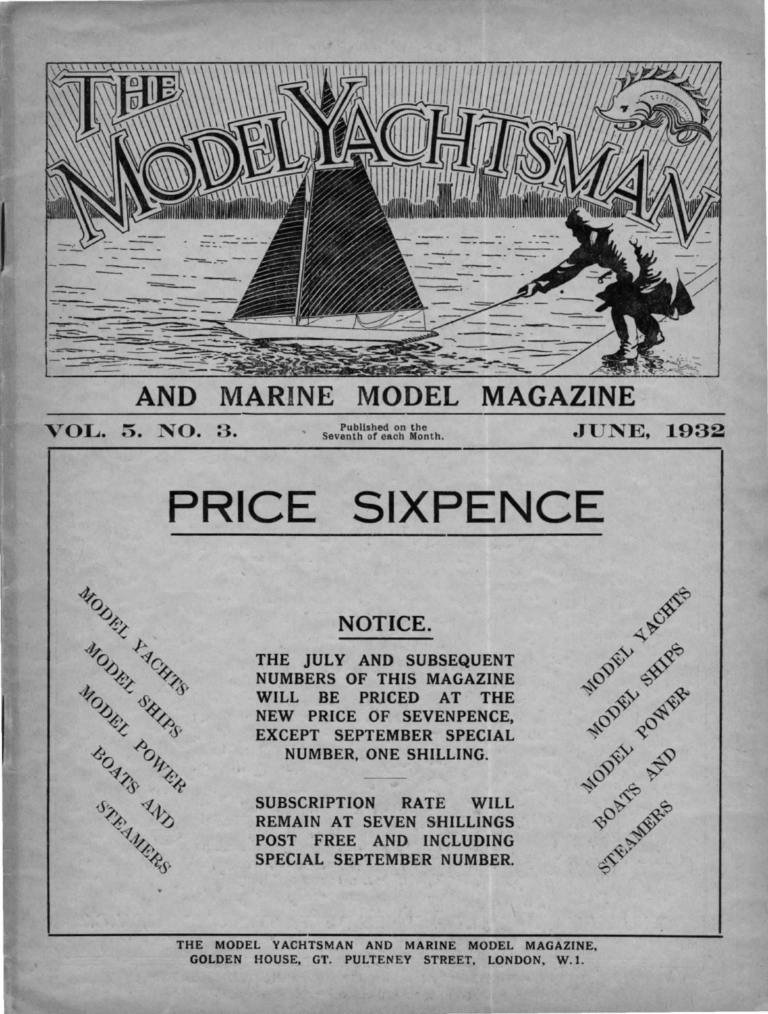 THE
MODEL YACHTSMAN
AND MARINE MODEL MAGAZINE
VOL. 5. NO. 3.
Published on the
Seventh of each Month.
JUNE, 1932
PRICE SIXPENCE
MODEL YACHTS
MODEL SHIPS
MODEL POWER
BOATS AND
STEAMERS
NOTICE.
THE JULY AND SUBSEQUENT
NUMBERS OF THIS MAGAZINE
WILL BE PRICED AT THE
NEW PRICE OF SEVENPENCE,
EXCEPT SEPTEMBER SPECIAL
NUMBER, ONE SHILLING.
SUBSCRIPTION RATE WILL
REMAIN AT SEVEN SHILLINGS
POST FREE AND INCLUDING
SPECIAL SEPTEMBER NUMBER.
MODEL YACHTS
MODEL SHIPS
MODEL POWER
BOATS AND
STEAMERS
THE MODEL YACHTSMAN AND MARINE MODEL MAGAZINE,
GOLDEN HOUSE, GT. PULTENEY STREET, LONDON, W.1.